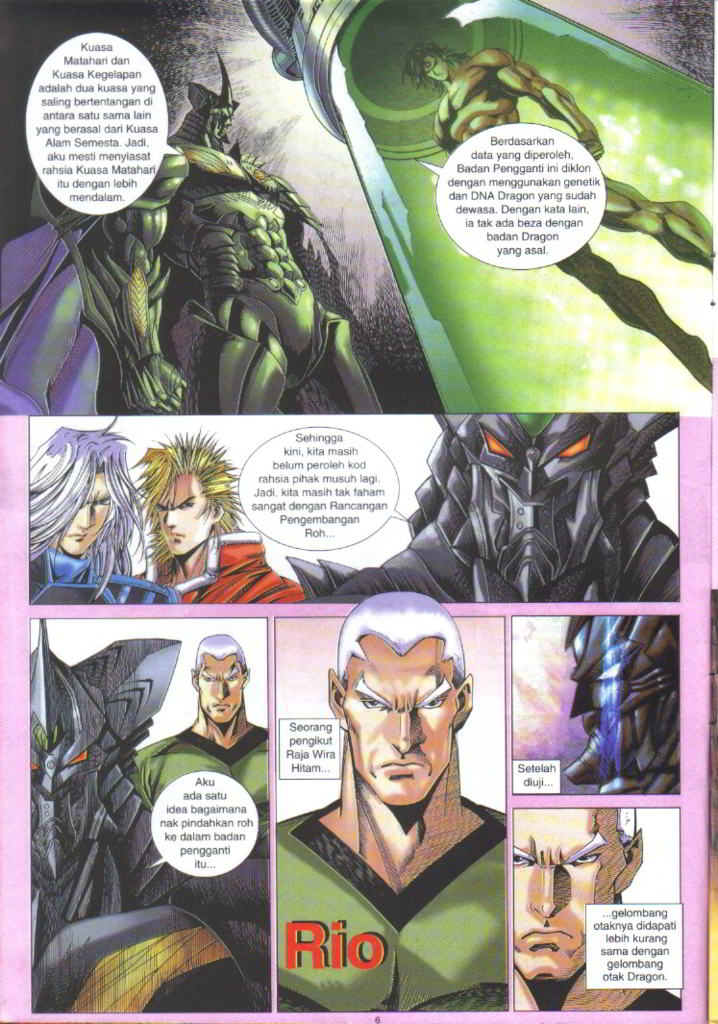 Kuasa
Matahari dan
Kuasa Kegelapan
adalah dua kuasa yang
saling bertentangan di
antara satu sama lain
yang berasal dari Kuasa
Alam Semesta. Jadi,
aku mesti menyiasat
rahsia Kuasa Matahari
itu dengan lebih
mendalam.
Berdasarkan
data yang diperoleh,
Badan Pengganti ini diklon
dengan menggunakan genetik
dan DNA Dragon yang sudah
dewasa. Dengan kata lain,
ia tak ada beza dengan
badan Dragon
yang asal.
Sehingga
kini, kita masih
belum peroleh kod
rahsia pihak musuh lagi.
Jadi, kita masih tak faham
sangat dengan Rancangan
Pengembangan
Roh...
Aku
ada satu
idea bagaimana
nak pindahkan roh
ke dalam badan
pengganti
itu...
Seorang
pengikut
Raja Wira
Hitam...
Rio
Setelah
diuji...
...gelombang
otaknya didapati
lebih kurang
sama dengan
gelombang
otak Dragon.
6